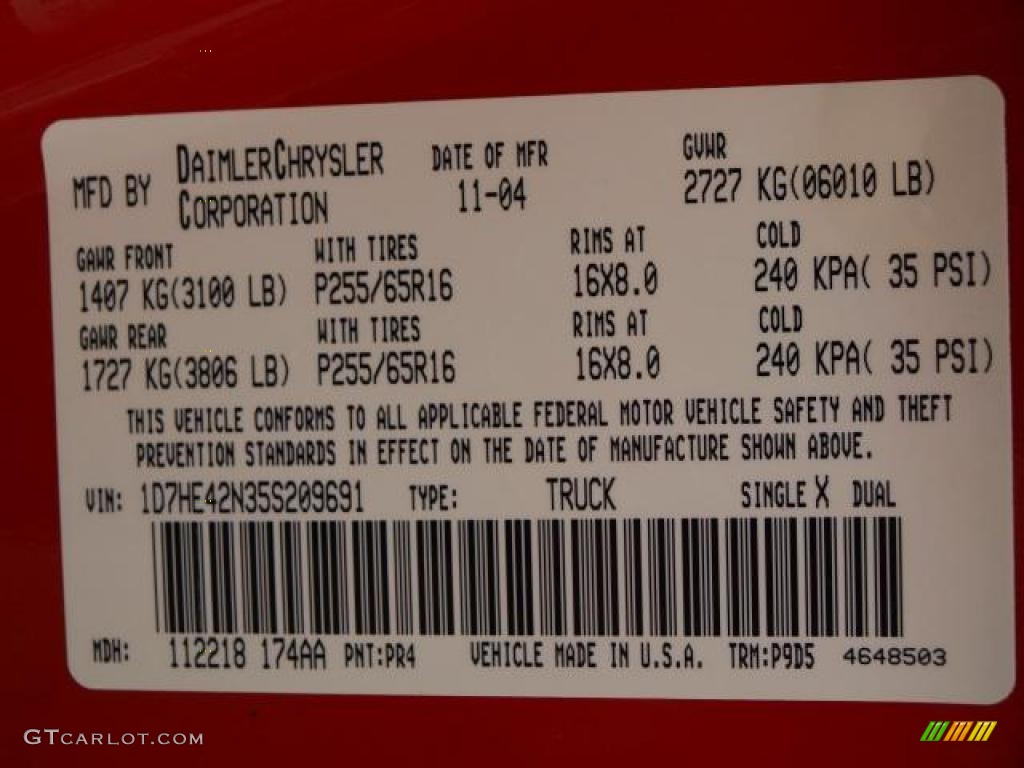 MFD BY DAIMLERCHRYSLER CORPORATION DATE OF MFR 11-04 GVWR 2727 KG(06010 LB)
GAWR FRONT WITH TIRES RIMS AT COLD
1407 KG(3100 LB) P255/65R16 16X8.0 240 KPA( 35 PSI)
GAWR REAR WITH TIRES RIMS AT COLD
1727 KG(3806 LB) P255/65R16 16X8.0 240 KPA( 35 PSI)
THIS VEHICLE CONFORMS TO ALL APPLICABLE FEDERAL MOTOR VEHICLE SAFETY AND THEFT
PREVENTION STANDARDS IN EFFECT ON THE DATE OF MANUFACTURE SHOWN ABOVE.
VIN: 1D7HE42N35S209691 TYPE: TRUCK SINGLE X DUAL
MDH: 112218 174AA PNT:PR4 VEHICLE MADE IN U.S.A. TRM:P9D5 4648503
GTCARLOT.COM